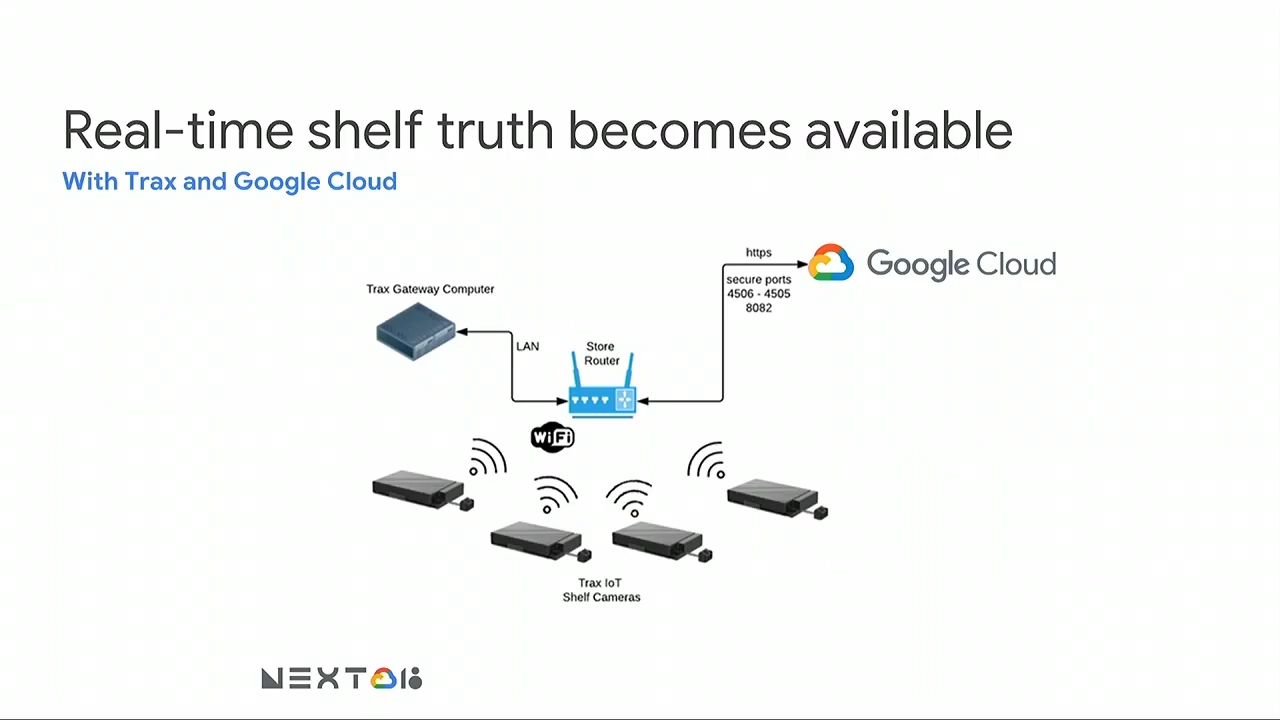 Real-time shelf truth becomes available
With Trax and Google Cloud
https
Google Cloud
secure ports
4506 - 4505
8082
Trax Gateway Computer
LAN
Store
Router
WiFi
Trax IoT
Shelf Cameras
NEXT18